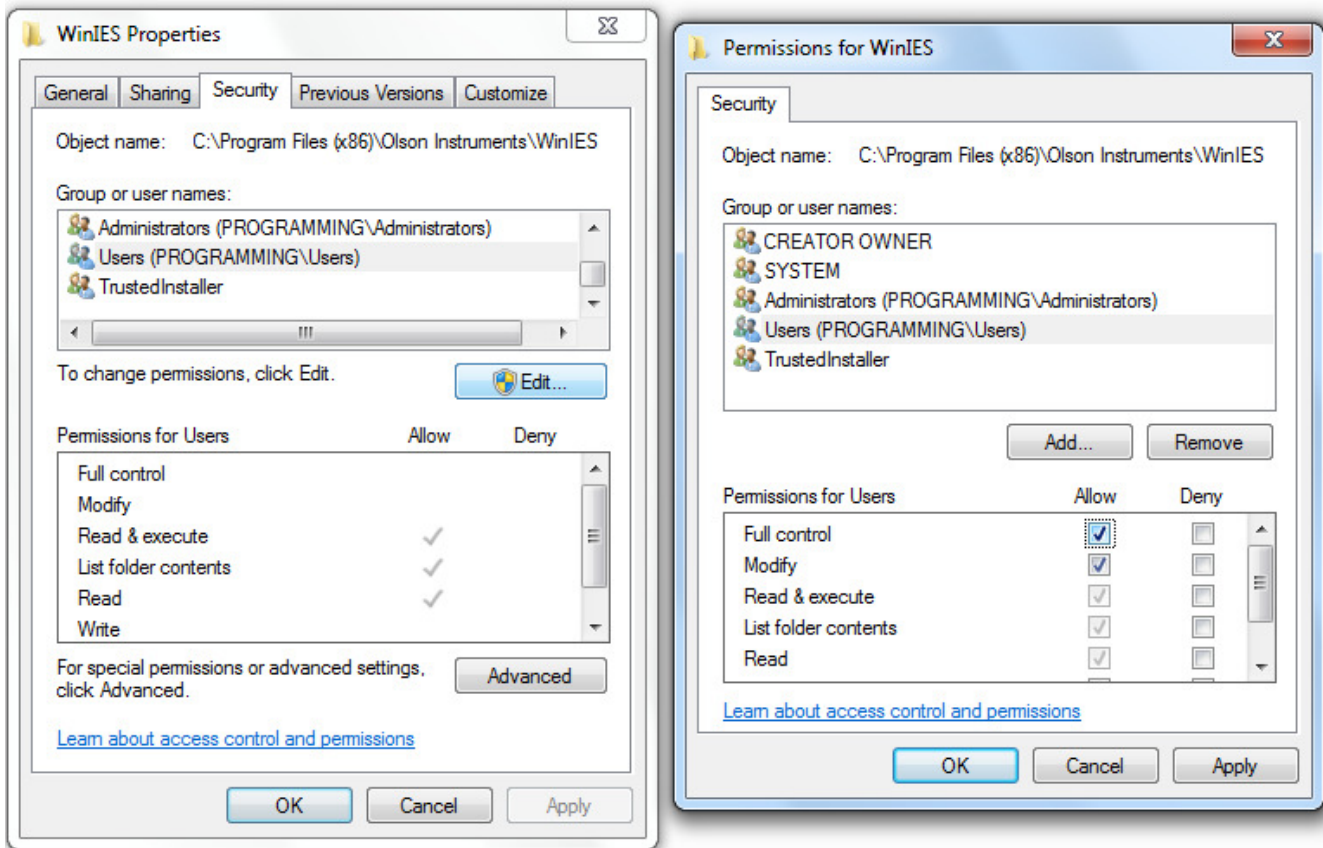 WinIES Properties
General Sharing Security Previous Versions Customize
Object name: C:\Program Files (x86)\Olson Instruments\WinIES
Group or user names:
Administrators (PROGRAMMING\Administrators)
Users (PROGRAMMING\Users)
TrustedInstaller
To change permissions, click Edit.
Edit...
Permissions for Users Allow Deny
Full control
Modify
Read & execute
List folder contents
Read
Write
For special permissions or advanced settings,
click Advanced.
Advanced
Learn about access control and permissions
OK Cancel Apply
Permissions for WinIES
Security
Object name: C:\Program Files (x86)\Olson Instruments\WinIES
Group or user names:
CREATOR OWNER
SYSTEM
Administrators (PROGRAMMING\Administrators)
Users (PROGRAMMING\Users)
TrustedInstaller
Add... Remove
Permissions for Users Allow Deny
Full control
Modify
Read & execute
List folder contents
Read
Learn about access control and permissions
OK Cancel Apply